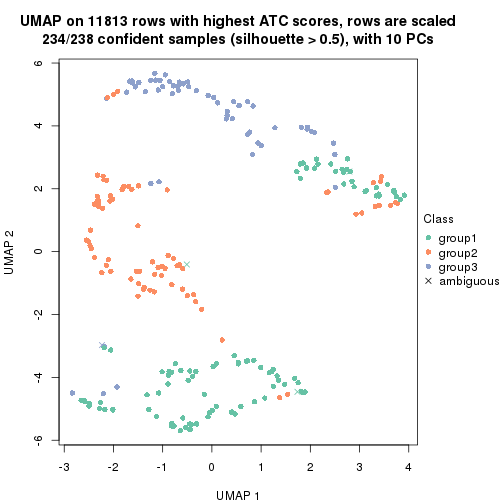 UMAP on 11813 rows with highest ATC scores, rows are scaled
234/238 confident samples (silhouette > 0.5), with 10 PCs
6
4
2
0
-2
-4
-6
UMAP 2
-3
-2
-1
0
1
2
3
4
UMAP 1
Class
group1
group2
group3
ambiguous